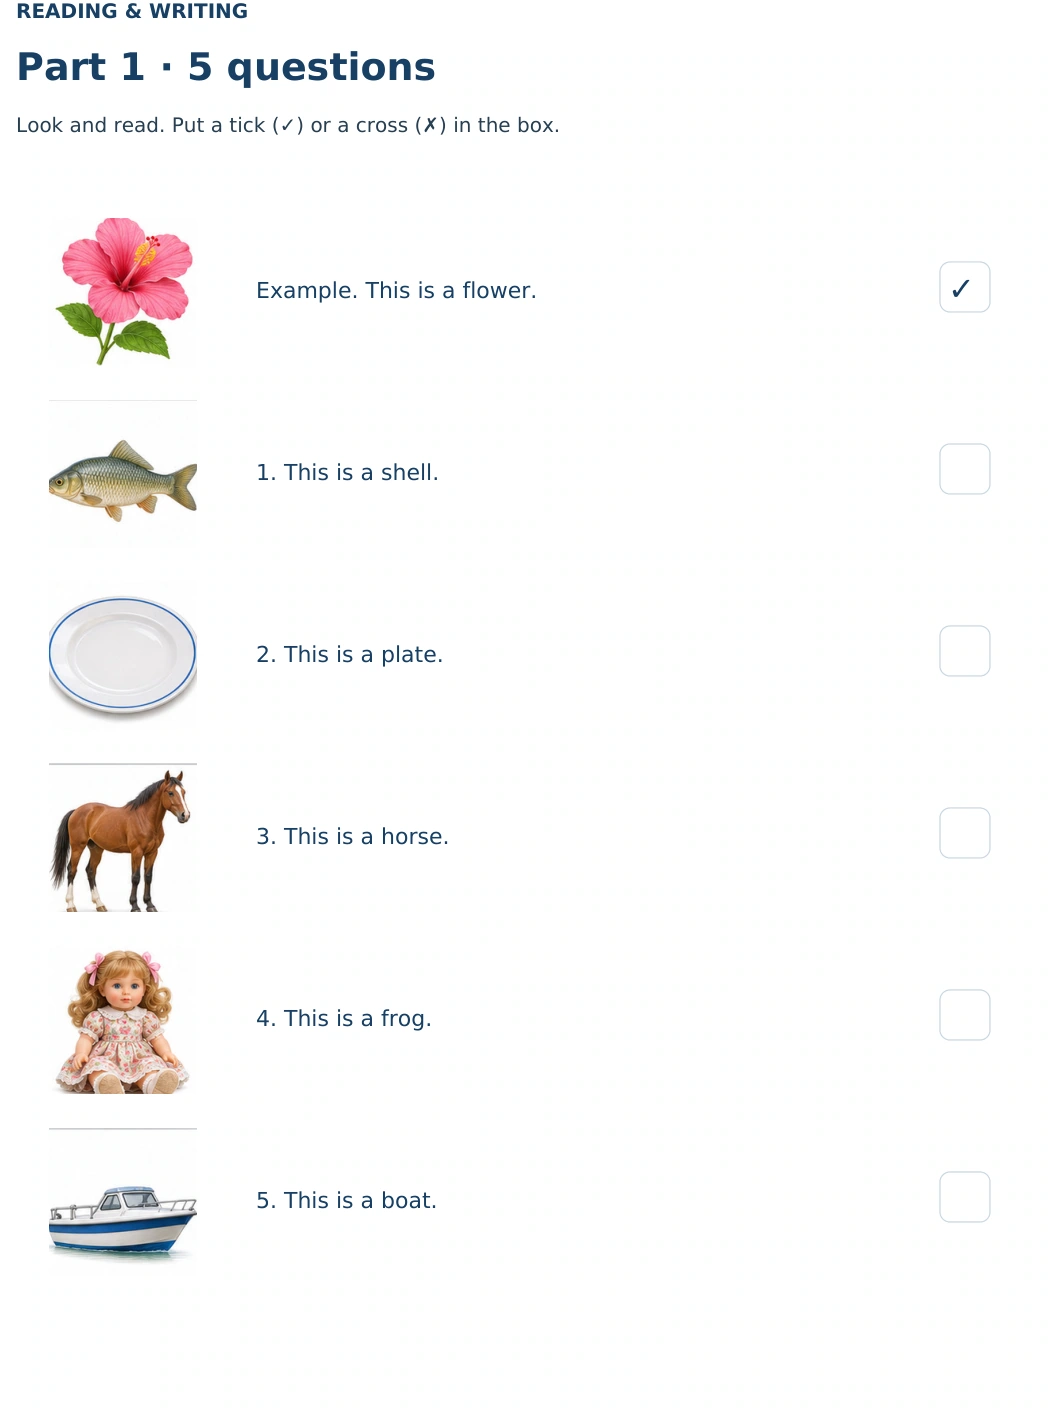 READING & WRITING
Part 1 · 5 questions
Look and read. Put a tick (✓) or a cross (✗) in the box.
Example. This is a flower. ✓
1. This is a shell.
2. This is a plate.
3. This is a horse.
4. This is a frog.
5. This is a boat.